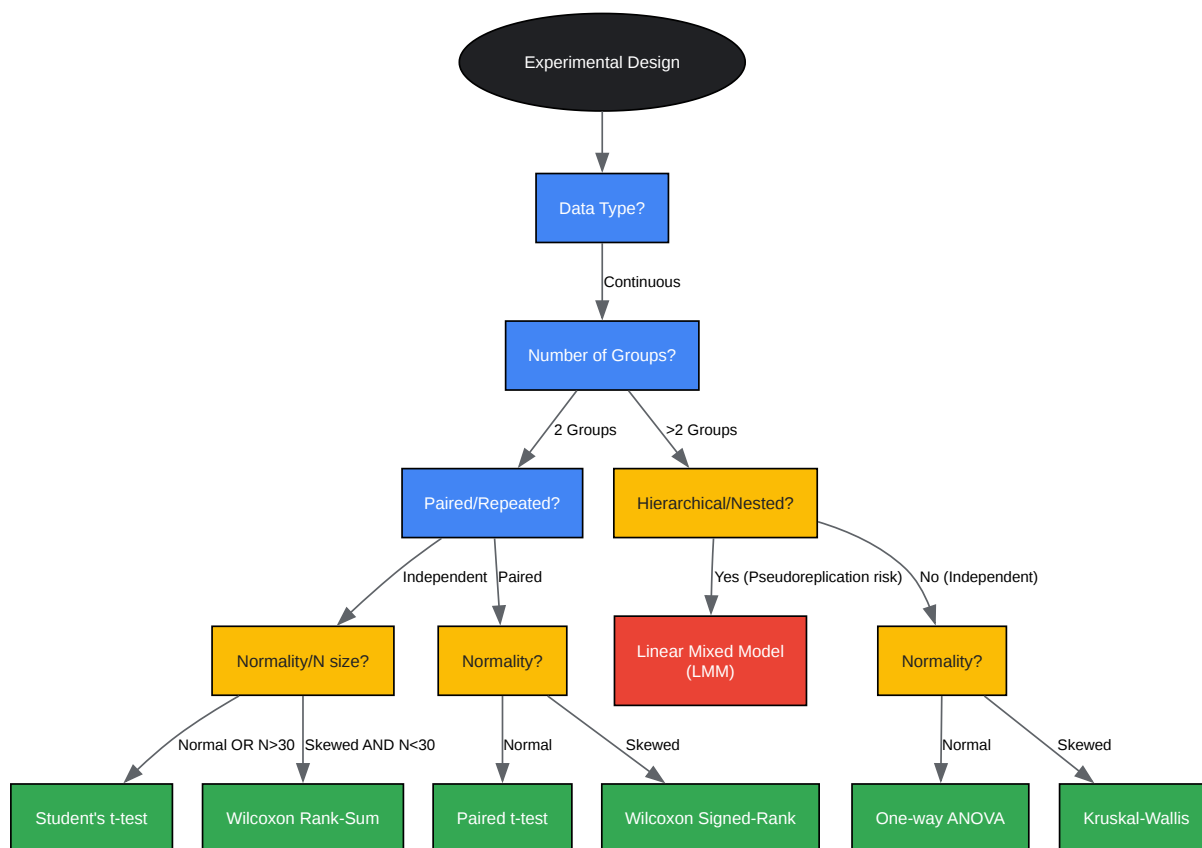 Experimental Design
Data Type?
Continuous
Number of Groups?
2 Groups
>2 Groups
Paired/Repeated?
Hierarchical/Nested?
Independent
Paired
Yes (Pseudoreplication risk)
No (Independent)
Normality/N size?
Normality?
Linear Mixed Model
(LMM)
Normality?
Normal OR N>30
Skewed AND N<30
Normal
Skewed
Normal
Skewed
Student's t-test
Wilcoxon Rank-Sum
Paired t-test
Wilcoxon Signed-Rank
One-way ANOVA
Kruskal-Wallis